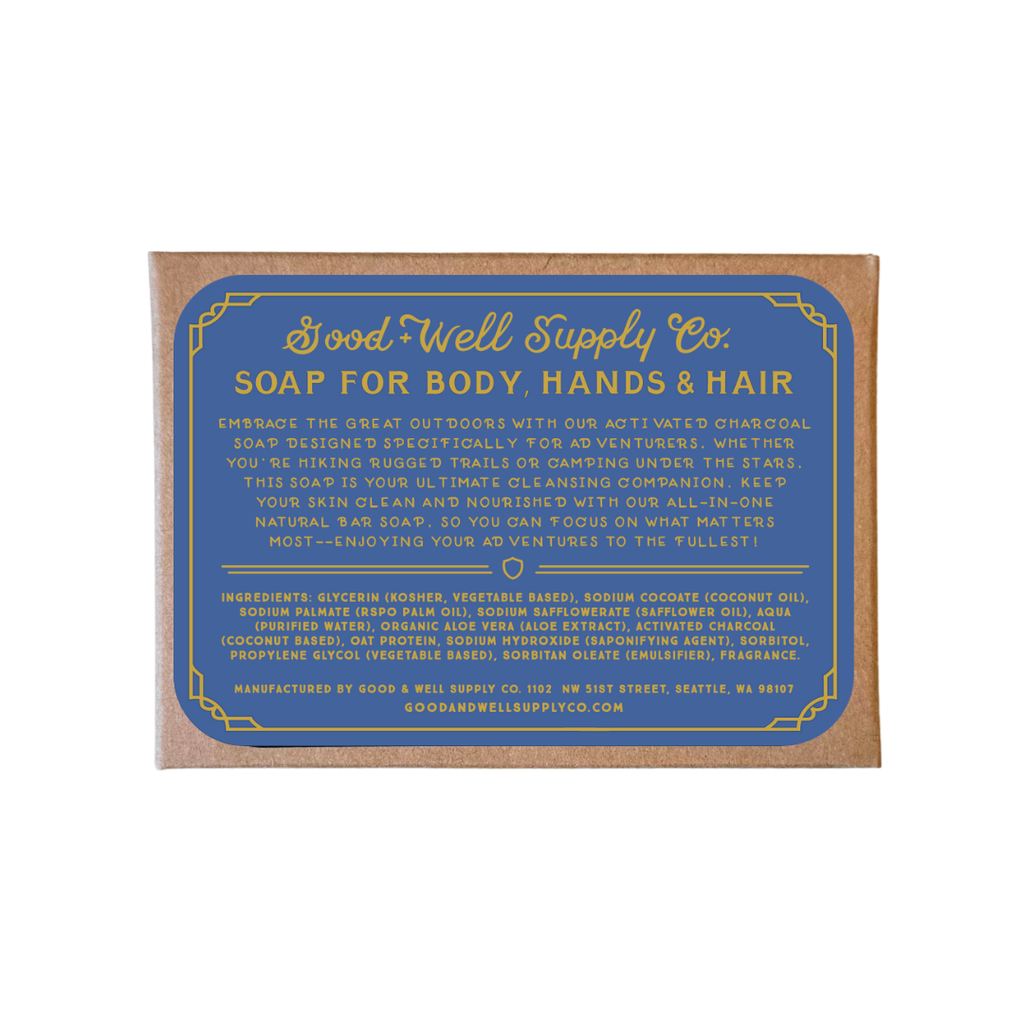 Good + Well Supply Co.
SOAP FOR BODY, HANDS & HAIR
EMBRACE THE GREAT OUTDOORS WITH OUR ACTIVATED CHARCOAL
SOAP DESIGNED SPECIFICALLY FOR ADVENTURERS. WHETHER
YOU'RE HIKING RUGGED TRAILS OR CAMPING UNDER THE STARS,
THIS SOAP IS YOUR ULTIMATE CLEANSING COMPANION. KEEP
YOUR SKIN CLEAN AND NOURISHED WITH OUR ALL-IN-ONE
NATURAL BAR SOAP, SO YOU CAN FOCUS ON WHAT MATTERS
MOST--ENJOYING YOUR ADVENTURES TO THE FULLEST!
INGREDIENTS: GLYCERIN (KOSHER, VEGETABLE BASED), SODIUM COCOATE (COCONUT OIL),
SODIUM PALMATE (RSPO PALM OIL), SODIUM SAFFLOWERATE (SAFFLOWER OIL), AQUA
(PURIFIED WATER), ORGANIC ALOE VERA (ALOE EXTRACT), ACTIVATED CHARCOAL
(COCONUT BASED), OAT PROTEIN, SODIUM HYDROXIDE (SAPONIFYING AGENT), SORBITOL,
PROPYLENE GLYCOL (VEGETABLE BASED), SORBITAN OLEATE (EMULSIFIER), FRAGRANCE.
MANUFACTURED BY GOOD & WELL SUPPLY CO. 1102 NW 51ST STREET, SEATTLE, WA 98107
GOODANDWELLSUPPLYCO.COM